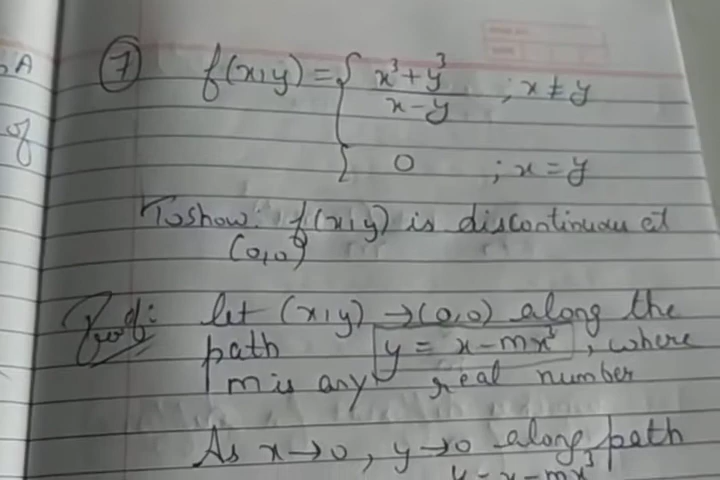 ⑦ f(x,y) = { x³+y³ / x-y ; x ≠ y
0 ; x = y
To show: f(x,y) is discontinuous at
(0,0)
Proof: let (x,y) → (0,0) along the
path y = x-mx³, where
m is any real number
As x→0, y→0 along path
y = x-mx³
A
of